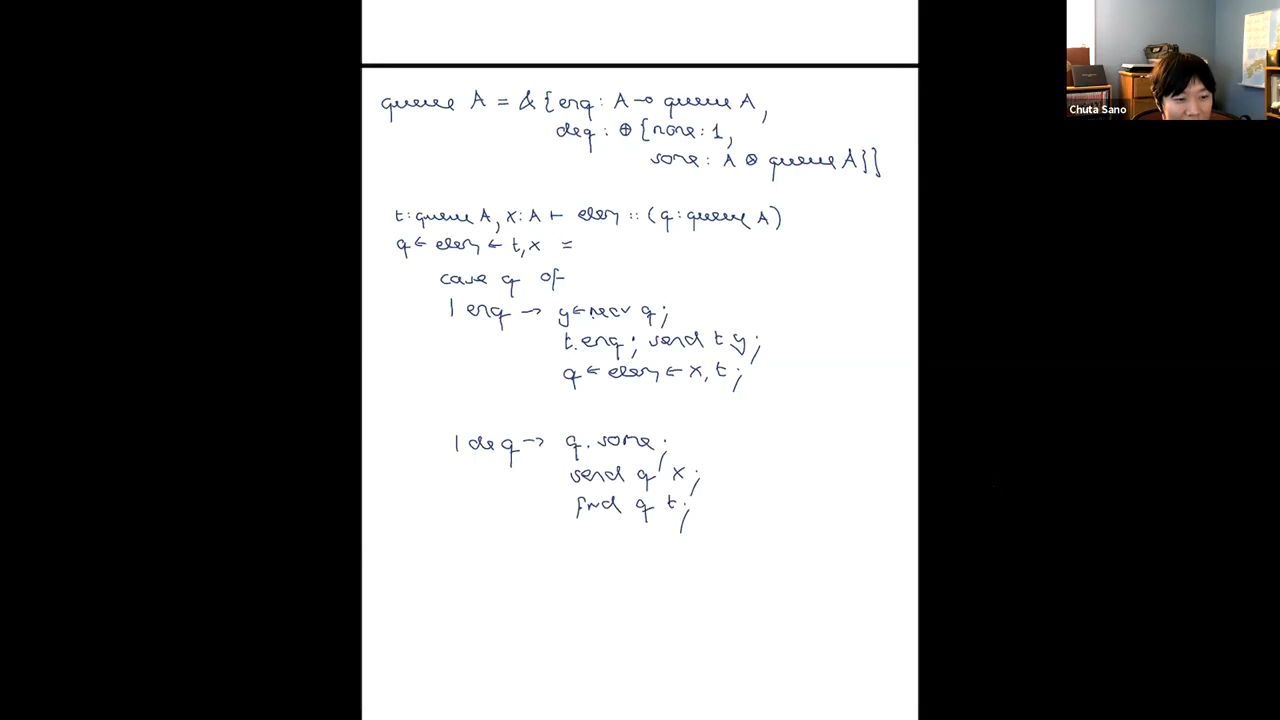 queue A = &{enq: A ⊸ queue A,
deq: ⊕{none: 1,
some: A ⊗ queue A}}
t: queue A, x: A ⊢ elem :: (q: queue A)
q ← elem ← t, x =
case q of
| enq → y ← recv q;
t.enq; send t y;
q ← elem ← x, t;
| deq → q.some;
send q x;
fwd q t;
Chuta Sano